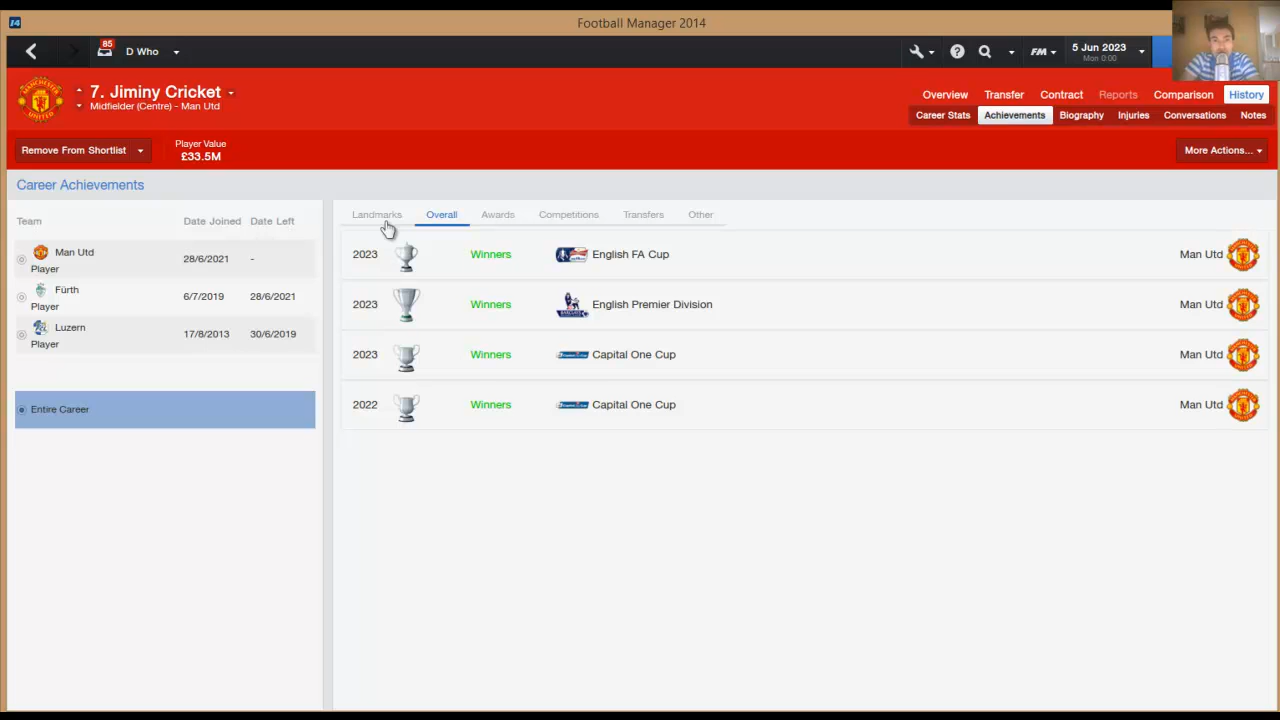 Football Manager 2014
14
85
D Who
FM
5 Jun 2023
Mon 0:00
7. Jiminy Cricket
Midfielder (Centre) - Man Utd
Overview Transfer Contract Reports Comparison History
Career Stats Achievements Biography Injuries Conversations Notes
Remove From Shortlist
Player Value
£33.5M
More Actions...
Career Achievements
Team Date Joined Date Left
Man Utd
Player
28/6/2021 -
Fürth
Player
6/7/2019 28/6/2021
Luzern
Player
17/8/2013 30/6/2019
Entire Career
Landmarks Overall Awards Competitions Transfers Other
2023 Winners English FA Cup Man Utd
2023 Winners English Premier Division Man Utd
2023 Winners Capital One Cup Man Utd
2022 Winners Capital One Cup Man Utd